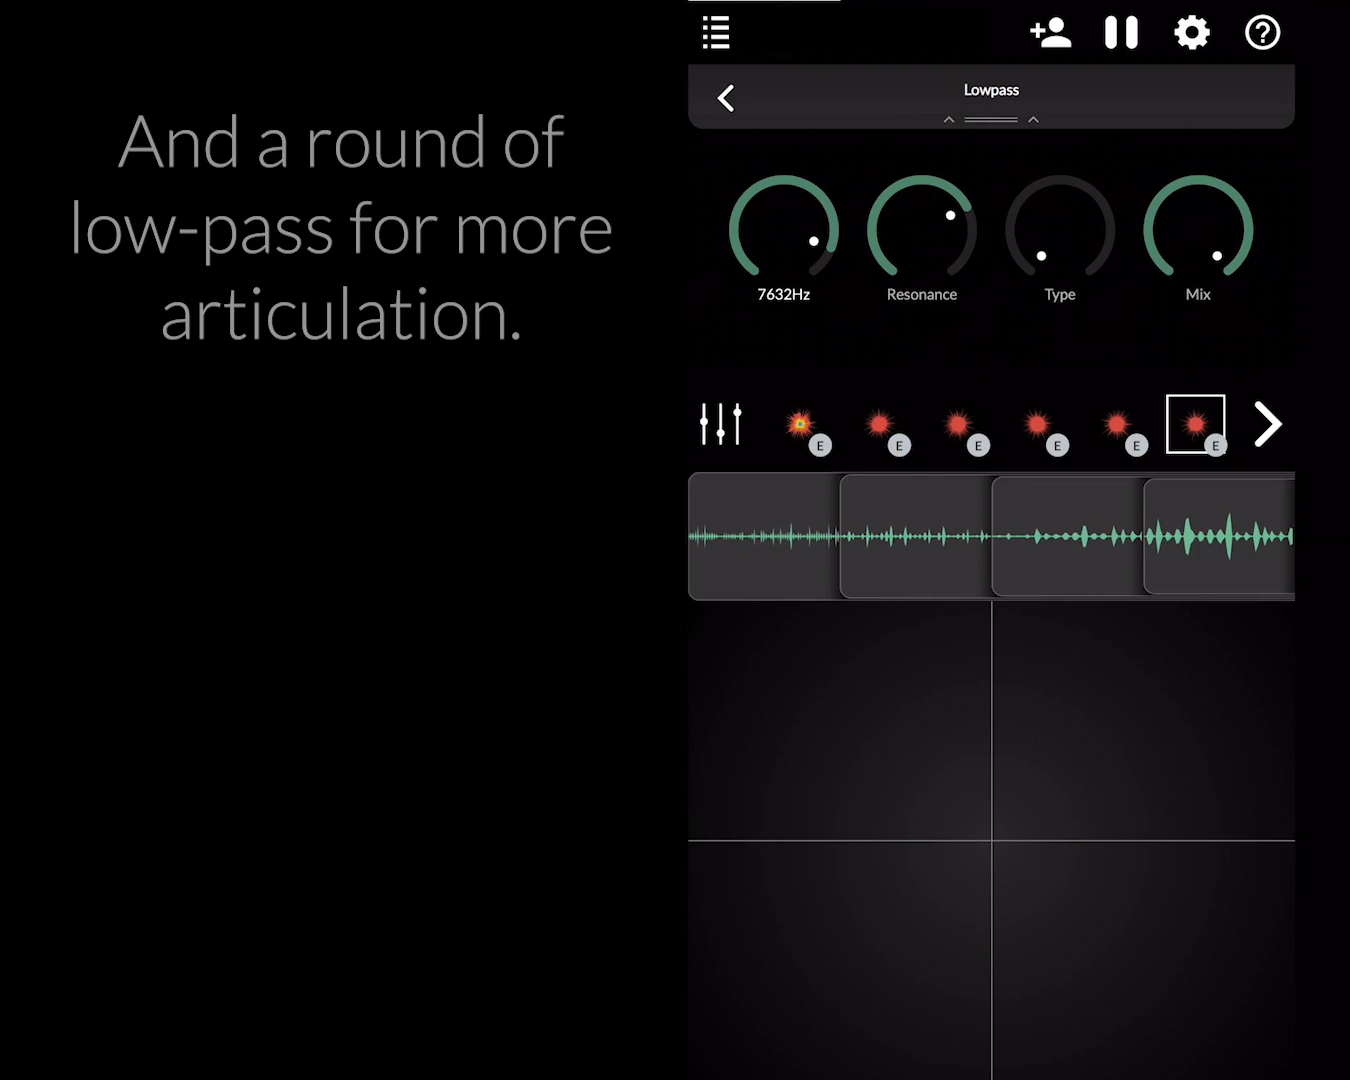 And a round of
low-pass for more
articulation.
Lowpass
7632Hz
Resonance
Type
Mix
E
E
E
E
E
E